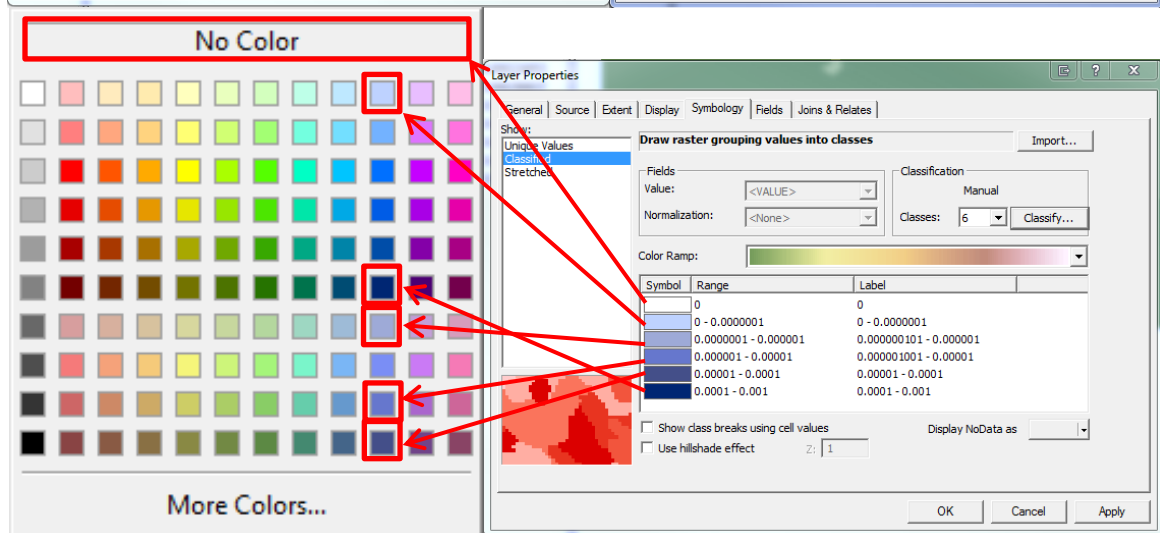 No Color
More Colors...
Layer Properties
General Source Extent Display Symbology Fields Joins & Relates
Show:
Unique Values
Classified
Stretched
Draw raster grouping values into classes
Import...
Fields
Value:
<VALUE>
Normalization:
<None>
Classification
Manual
Classes:
6
Classify...
Color Ramp:
Symbol Range Label
0 0
0 - 0.0000001 0 - 0.0000001
0.0000001 - 0.000001 0.000000101 - 0.000001
0.000001 - 0.00001 0.000001001 - 0.00001
0.00001 - 0.0001 0.00001 - 0.0001
0.0001 - 0.001 0.0001 - 0.001
Show class breaks using cell values
Display NoData as
Use hillshade effect
Z: 1
OK Cancel Apply